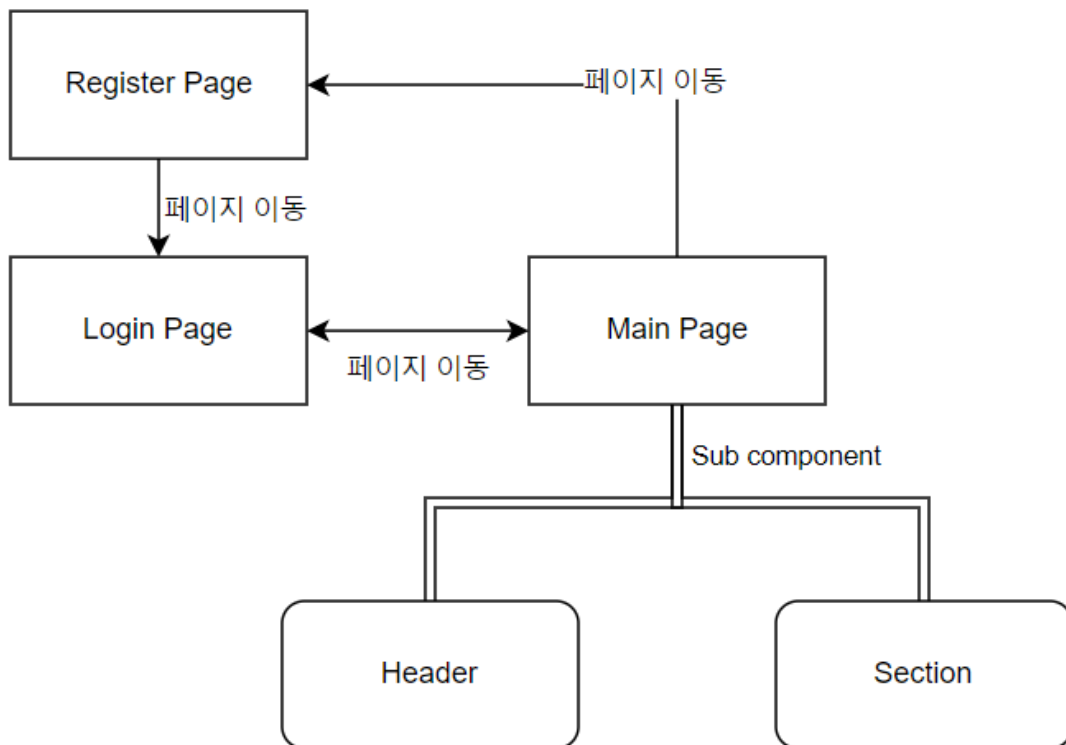 Register Page
페이지 이동
페이지 이동
Login Page
Main Page
페이지 이동
Sub component
Header
Section